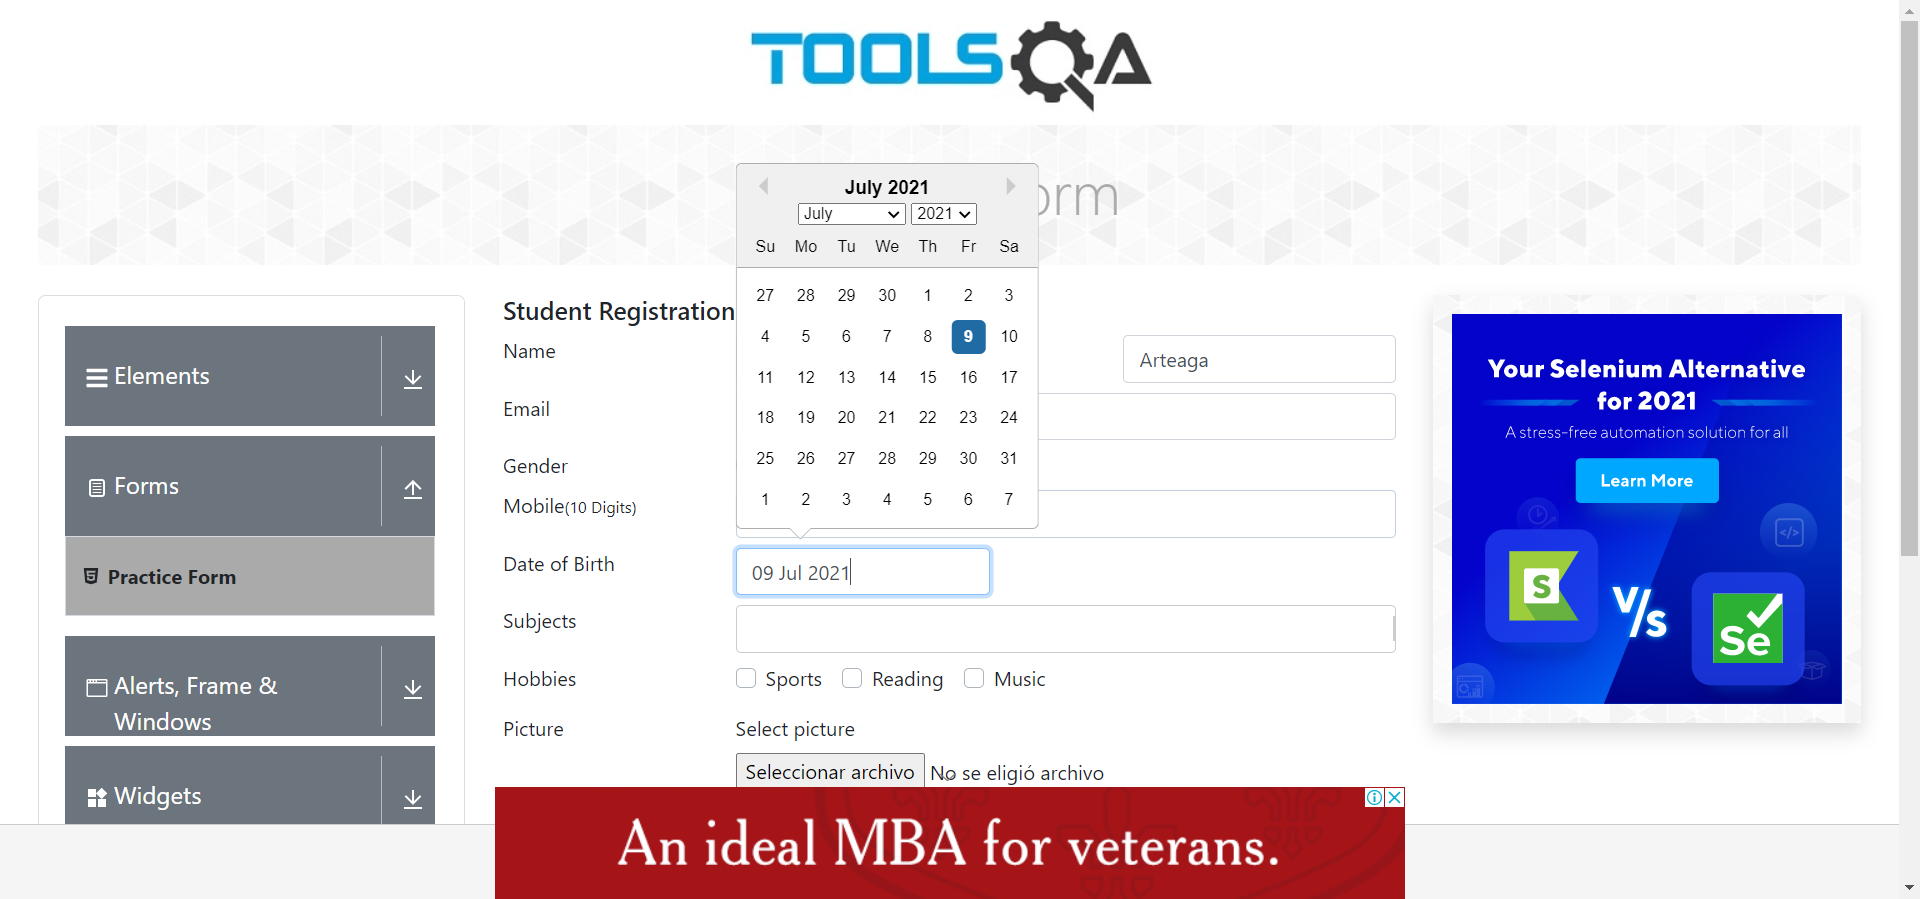 TOOLSQA
orm
July 2021
July 2021
Su Mo Tu We Th Fr Sa
27 28 29 30 1 2 3
4 5 6 7 8 9 10
11 12 13 14 15 16 17
18 19 20 21 22 23 24
25 26 27 28 29 30 31
1 2 3 4 5 6 7
Elements
Forms
Practice Form
Alerts, Frame &
Windows
Widgets
Student Registration
Name
Arteaga
Email
Gender
Mobile(10 Digits)
Date of Birth
09 Jul 2021
Subjects
Hobbies
Sports Reading Music
Picture
Select picture
Seleccionar archivo No se eligió archivo
Your Selenium Alternative
for 2021
A stress-free automation solution for all
Learn More
S
V/s
Se
An ideal MBA for veterans.